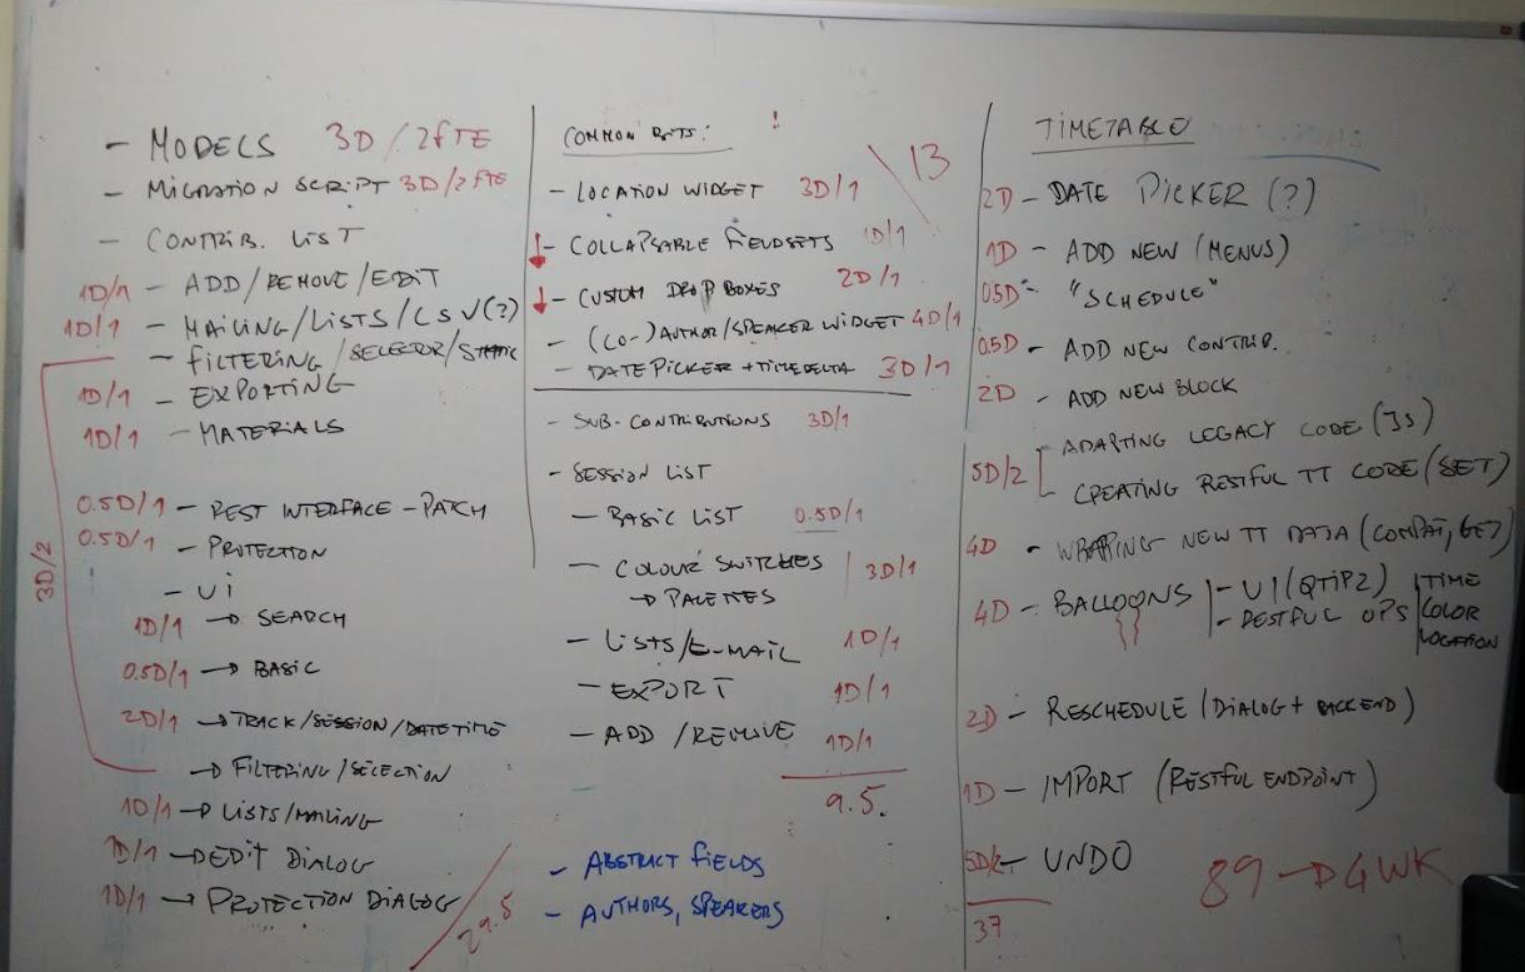 - MODELS 3D/2FTE
- MIGRATION SCRIPT 3D/2FTE
- CONTRIB. LIST
1D/1 - ADD/REMOVE/EDIT
1D/1 - MAILING/LISTS/CSV(?)
- FILTERING/SELECTOR/STATIC
1D/1 - EXPORTING
1D/1 - MATERIALS
3D/2
0.5D/1 - REST INTERFACE - PATCH
0.5D/1 - PROTECTION
- UI
1D/1 → SEARCH
0.5D/1 → BASIC
2D/1 → TRACK/SESSION/DATETIME
→ FILTERING/SELECTION
1D/1 → LISTS/MAILING
1D/1 → EDIT DIALOG
1D/1 → PROTECTION DIALOG
29.5
COMMON BITS: !
13
- LOCATION WIDGET 3D/1
↓ - COLLAPSABLE FIELDSETS 1D/1
↓ - CUSTOM DROP BOXES 2D/1
- (CO-)AUTHOR/SPEAKER WIDGET 4D/1
- DATE PICKER + TIMEDELTA 3D/1
- SUB-CONTRIBUTIONS 3D/1
- SESSION LIST
- BASIC LIST 0.5D/1
- COLOUR SWITCHES | 3D/1
→ PALETTES
- LISTS/E-MAIL 1D/1
- EXPORT 1D/1
- ADD/REMOVE 1D/1
9.5.
- ABSTRACT FIELDS
- AUTHORS, SPEAKERS
TIMETABLE
2D - DATE PICKER (?)
1D - ADD NEW (MENUS)
0.5D - "SCHEDULE"
0.5D - ADD NEW CONTRIB.
2D - ADD NEW BLOCK
5D/2 [ ADAPTING LEGACY CODE (JS)
CREATING RESTFUL TT CODE (SET)
4D - WRAPPING NEW TT DATA (COMPAT, GET)
4D - BALLOONS | - UI (QTIP2) | TIME
- RESTFUL OPS | COLOR
LOCATION
2D - RESCHEDULE (DIALOG + BACKEND)
1D - IMPORT (RESTFUL ENDPOINT)
5D/2 - UNDO
37
89 → 9WK